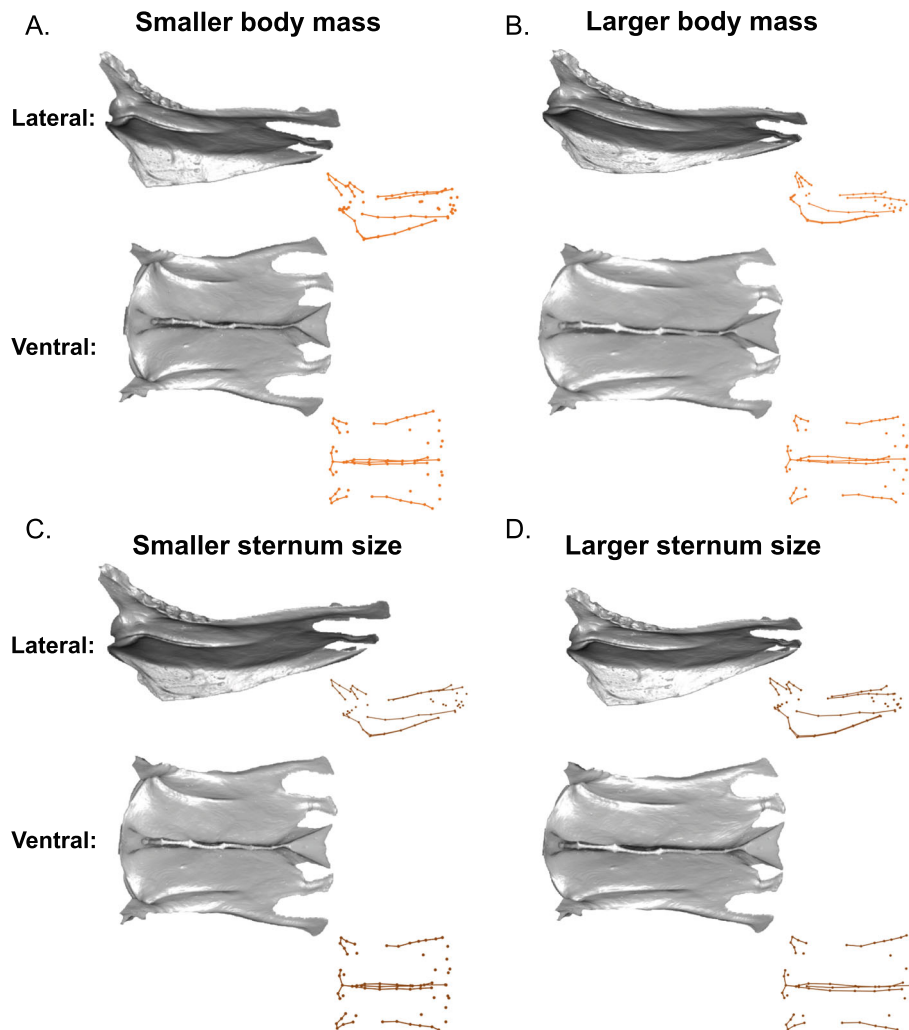 A.
Smaller body mass
B.
Larger body mass
Lateral:
Ventral:
C.
Smaller sternum size
D.
Larger sternum size
Lateral:
Ventral: